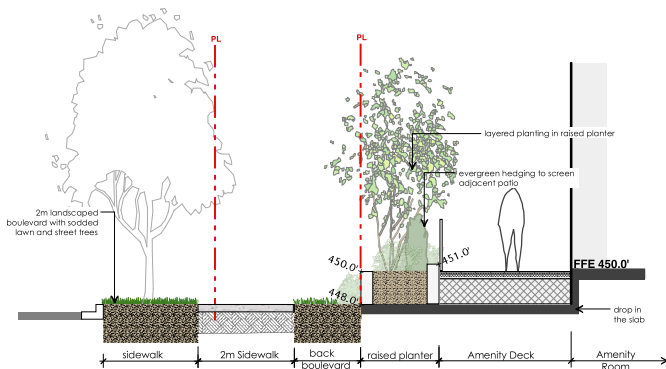 PL
PL
layered planting in raised planter
evergreen hedging to screen
adjacent patio
2m landscaped
boulevard with sodded
lawn and street trees
450.0'
451.0'
FFE 450.0'
448.0'
drop in
the slab
sidewalk
2m Sidewalk
back
boulevard
raised planter
Amenity Deck
Amenity
Room